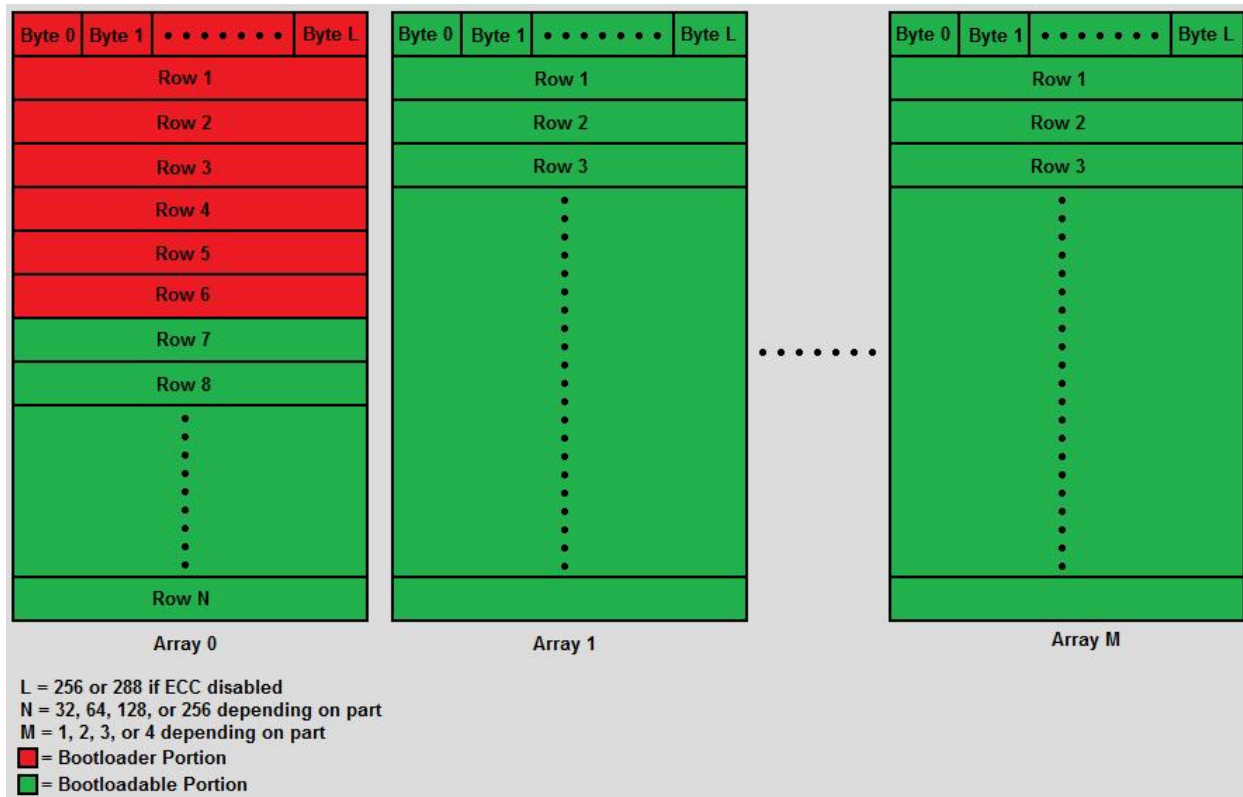 Byte 0 Byte 1 • • • • • • • Byte L
Row 1
Row 2
Row 3
Row 4
Row 5
Row 6
Row 7
Row 8
Row N
Array 0
Byte 0 Byte 1 • • • • • • • Byte L
Row 1
Row 2
Row 3
Array 1
Byte 0 Byte 1 • • • • • • • Byte L
Row 1
Row 2
Row 3
Array M
L = 256 or 288 if ECC disabled
N = 32, 64, 128, or 256 depending on part
M = 1, 2, 3, or 4 depending on part
= Bootloader Portion
= Bootloadable Portion